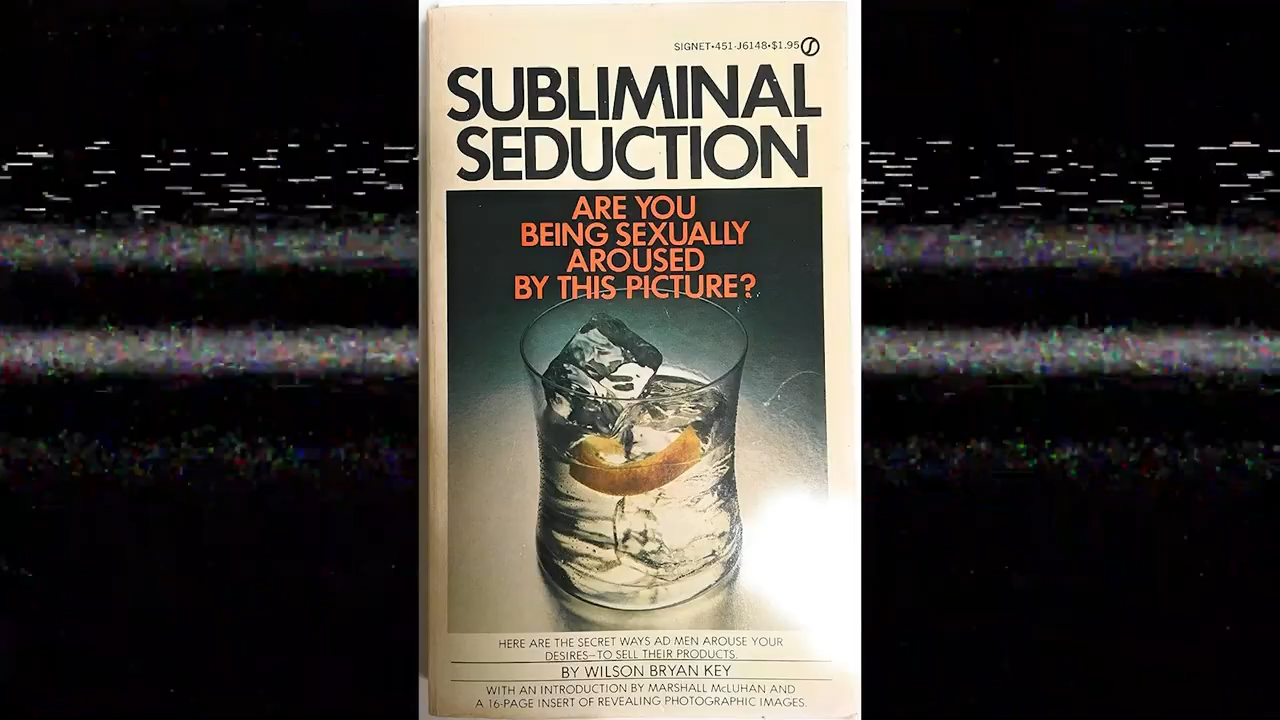 SIGNET•451-J6148•$1.95
SUBLIMINAL
SEDUCTION
ARE YOU
BEING SEXUALLY
AROUSED
BY THIS PICTURE?
HERE ARE THE SECRET WAYS AD MEN AROUSE YOUR
DESIRES—TO SELL THEIR PRODUCTS.
BY WILSON BRYAN KEY
WITH AN INTRODUCTION BY MARSHALL McLUHAN AND
A 16-PAGE INSERT OF REVEALING PHOTOGRAPHIC IMAGES.